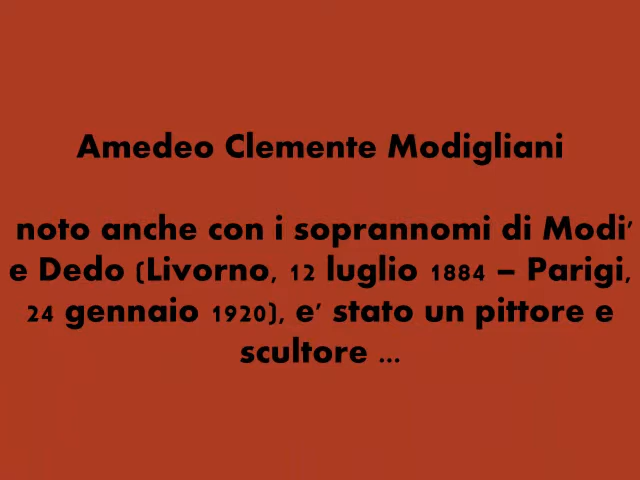 Amedeo Clemente Modigliani
noto anche con i soprannomi di Modi'
e Dedo (Livorno, 12 luglio 1884 – Parigi,
24 gennaio 1920), e' stato un pittore e
scultore ...